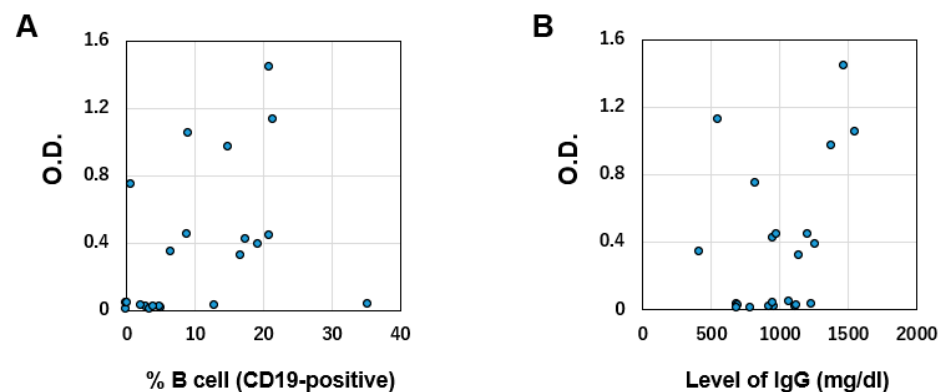 A
O.D.
1.6
1.2
0.8
0.4
0
0 10 20 30 40
% B cell (CD19-positive)
B
O.D.
1.6
1.2
0.8
0.4
0
0 500 1000 1500 2000
Level of IgG (mg/dl)